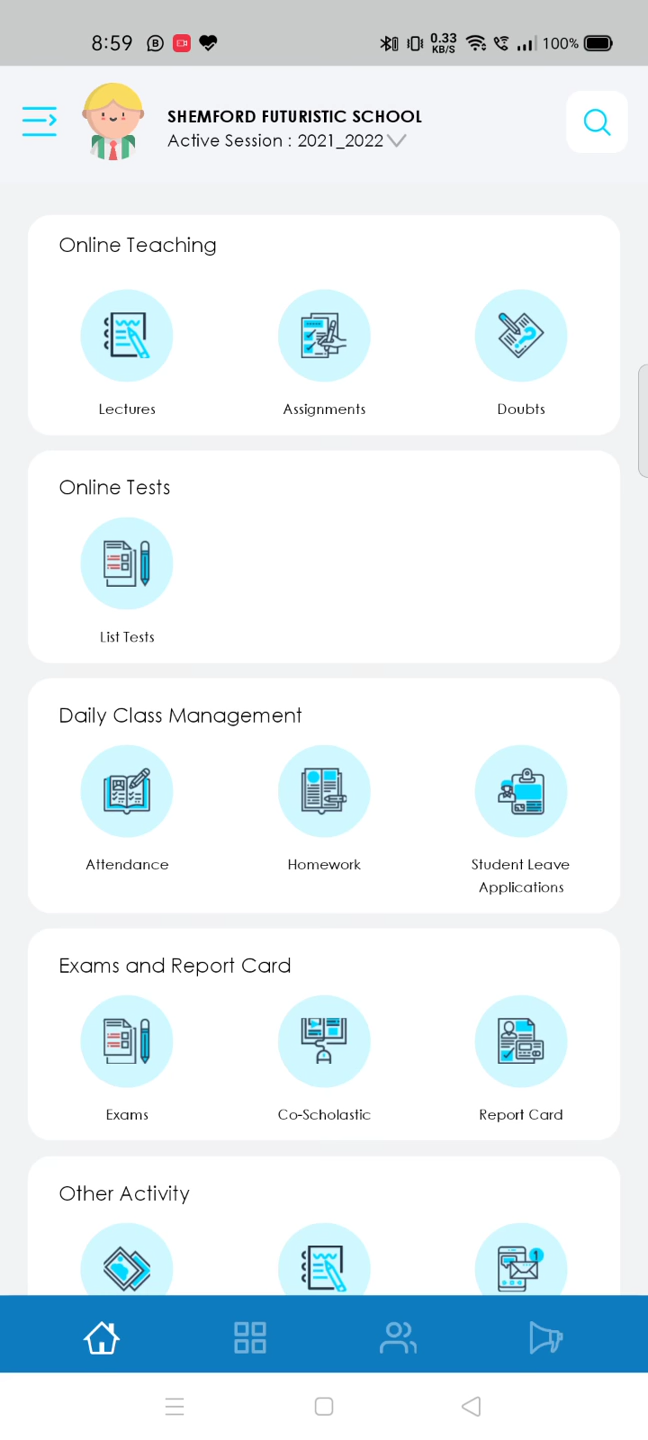 8:59
0.33
KB/S
100%
SHEMFORD FUTURISTIC SCHOOL
Active Session : 2021_2022
Online Teaching
Lectures
Assignments
Doubts
Online Tests
List Tests
Daily Class Management
Attendance
Homework
Student Leave
Applications
Exams and Report Card
Exams
Co-Scholastic
Report Card
Other Activity
1